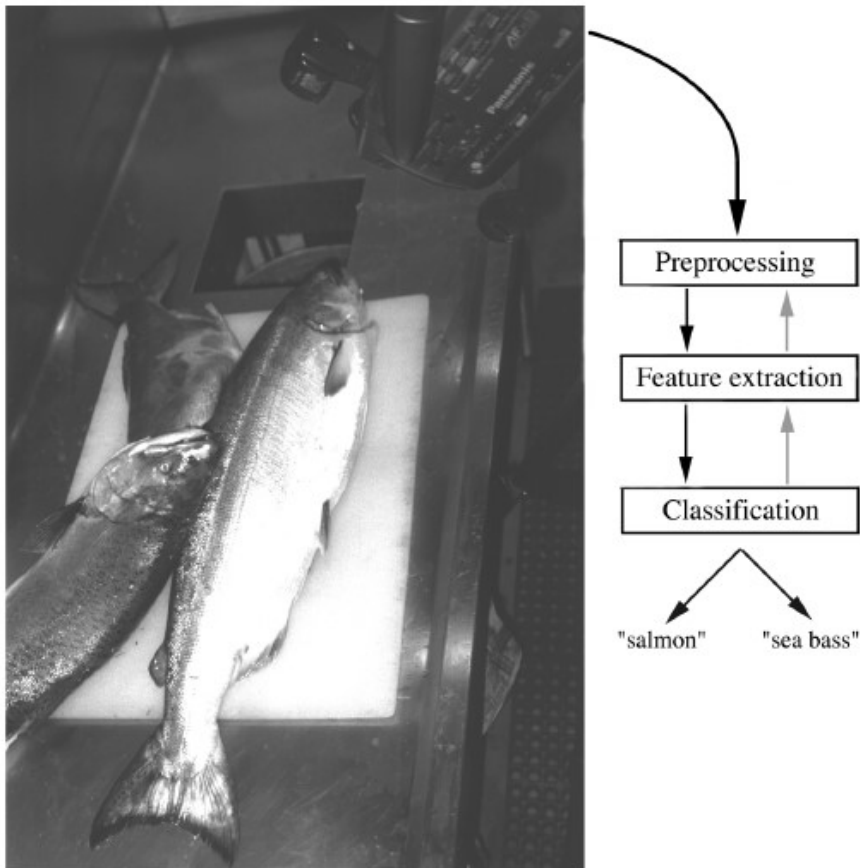 Panasonic
Preprocessing
Feature extraction
Classification
"salmon" "sea bass"